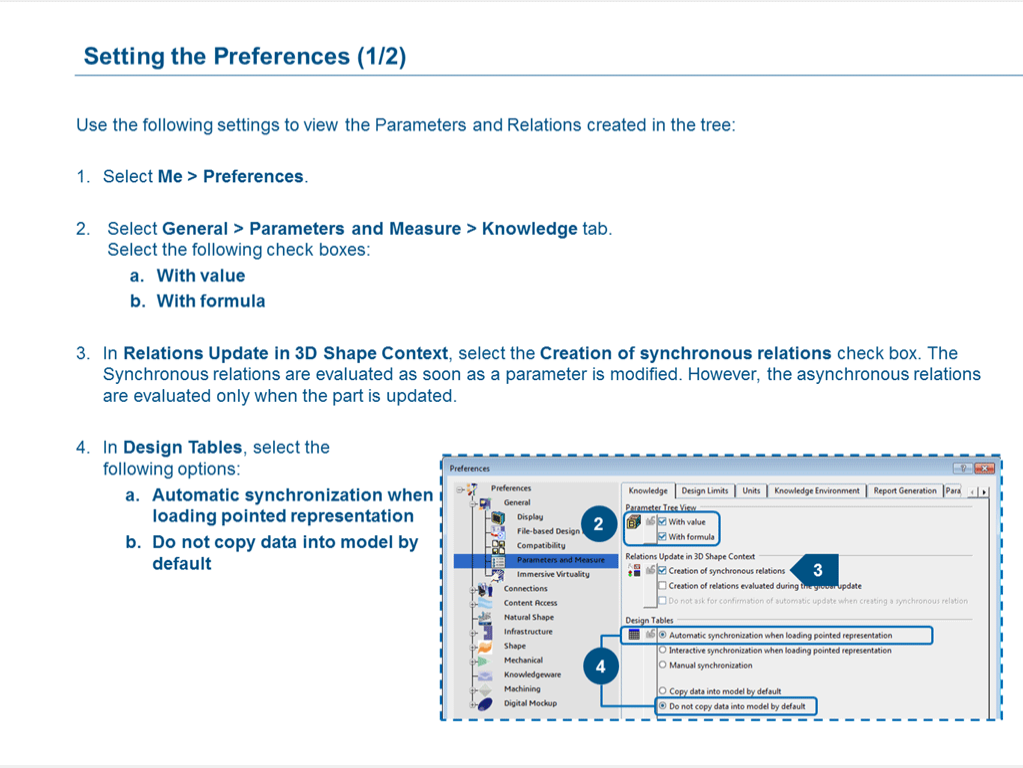 Setting the Preferences (1/2)
Use the following settings to view the Parameters and Relations created in the tree:
1. Select Me > Preferences.
2. Select General > Parameters and Measure > Knowledge tab.
Select the following check boxes:
a. With value
b. With formula
3. In Relations Update in 3D Shape Context, select the Creation of synchronous relations check box. The
Synchronous relations are evaluated as soon as a parameter is modified. However, the asynchronous relations
are evaluated only when the part is updated.
4. In Design Tables, select the
following options:
a. Automatic synchronization when
loading pointed representation
b. Do not copy data into model by
default
Preferences
Preferences
General
Display
File-based Design
Compatibility
Parameters and Measure
Immersive Virtuality
Connections
Content Access
Natural Shape
Infrastructure
Shape
Mechanical
Knowledgeware
Machining
Digital Mockup
Knowledge Design Limits Units Knowledge Environment Report Generation Para
Parameter Tree View
2
With value
With formula
Relations Update in 3D Shape Context
Creation of synchronous relations
3
Creation of relations evaluated during the global update
Do not ask for confirmation of automatic update when creating a synchronous relation
Design Tables
Automatic synchronization when loading pointed representation
Interactive synchronization when loading pointed representation
4
Manual synchronization
Copy data into model by default
Do not copy data into model by default